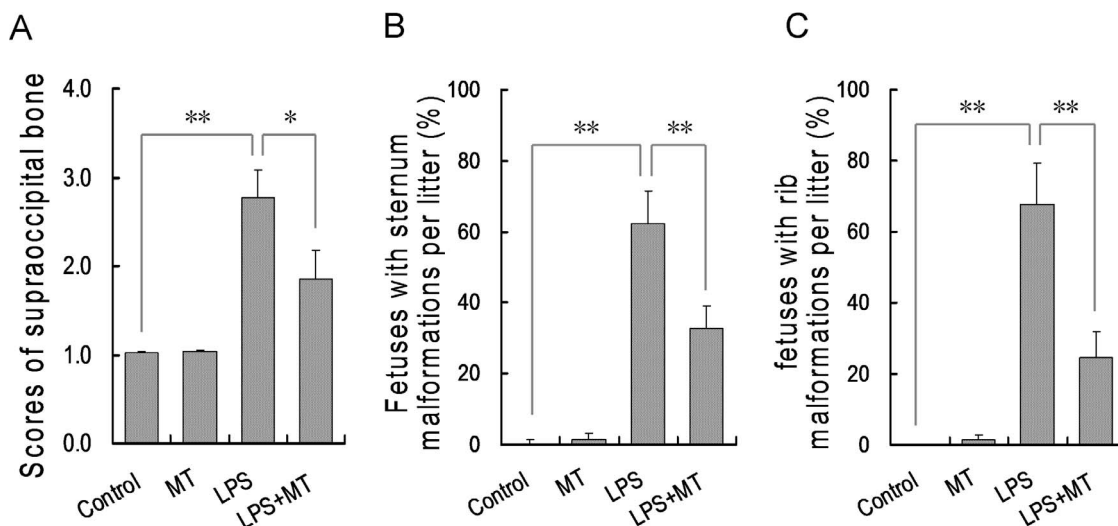 A
Scores of supraoccipital bone
4.0
3.0
2.0
1.0
0.0
**
*
Control
MT
LPS
LPS+MT
B
Fetuses with sternum
malformations per litter (%)
100
80
60
40
20
0
**
**
Control
MT
LPS
LPS+MT
C
fetuses with rib
malformations per litter (%)
100
80
60
40
20
0
**
**
Control
MT
LPS
LPS+MT